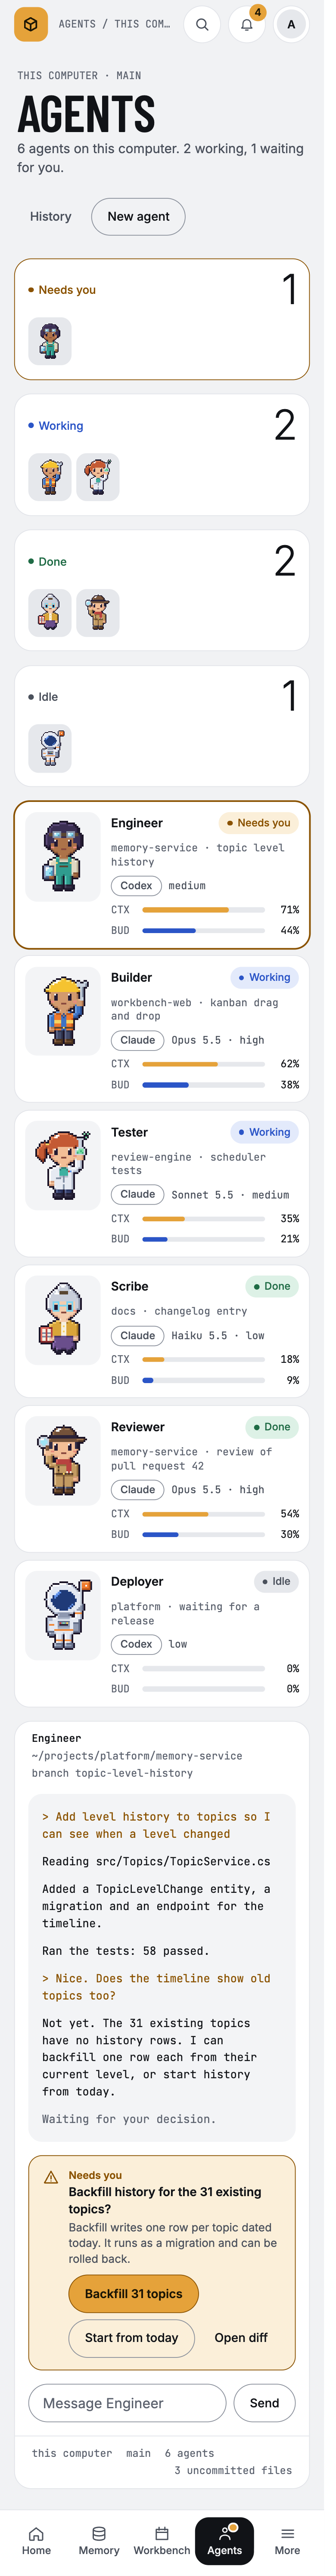 AGENTS / THIS COM…
4
A
THIS COMPUTER · MAIN
AGENTS
6 agents on this computer. 2 working, 1 waiting
for you.
History
New agent
Needs you
1
Working
2
Done
2
Idle
1
Engineer
Needs you
memory-service · topic level
history
Codex
medium
CTX
71%
BUD
44%
Builder
Working
workbench-web · kanban drag
and drop
Claude
Opus 5.5 · high
CTX
62%
BUD
38%
Tester
Working
review-engine · scheduler
tests
Claude
Sonnet 5.5 · medium
CTX
35%
BUD
21%
Scribe
Done
docs · changelog entry
Claude
Haiku 5.5 · low
CTX
18%
BUD
9%
Reviewer
Done
memory-service · review of
pull request 42
Claude
Opus 5.5 · high
CTX
54%
BUD
30%
Deployer
Idle
platform · waiting for a
release
Codex
low
CTX
0%
BUD
0%
Engineer
~/projects/platform/memory-service
branch topic-level-history
> Add level history to topics so I
can see when a level changed
Reading src/Topics/TopicService.cs
Added a TopicLevelChange entity, a
migration and an endpoint for the
timeline.
Ran the tests: 58 passed.
> Nice. Does the timeline show old
topics too?
Not yet. The 31 existing topics
have no history rows. I can
backfill one row each from their
current level, or start history
from today.
Waiting for your decision.
Needs you
Backfill history for the 31 existing
topics?
Backfill writes one row per topic dated
today. It runs as a migration and can be
rolled back.
Backfill 31 topics
Start from today
Open diff
Message Engineer
Send
this computer main 6 agents
3 uncommitted files
Home
Memory
Workbench
Agents
More